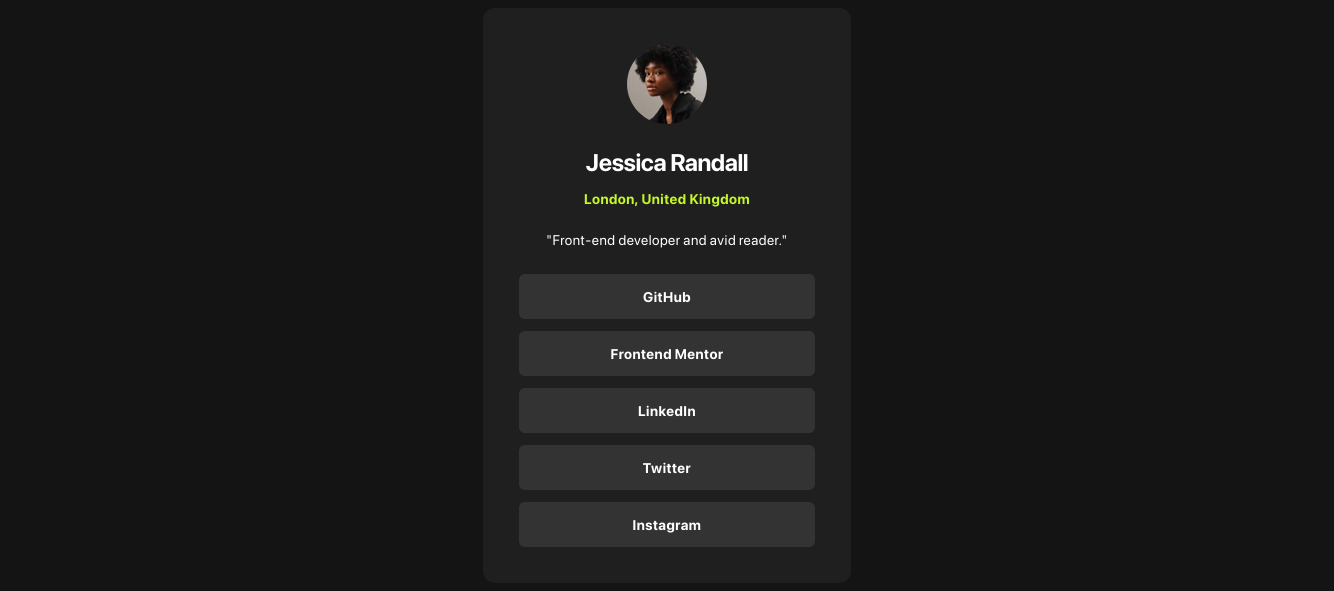 Jessica Randall
London, United Kingdom
"Front-end developer and avid reader."
GitHub
Frontend Mentor
LinkedIn
Twitter
Instagram